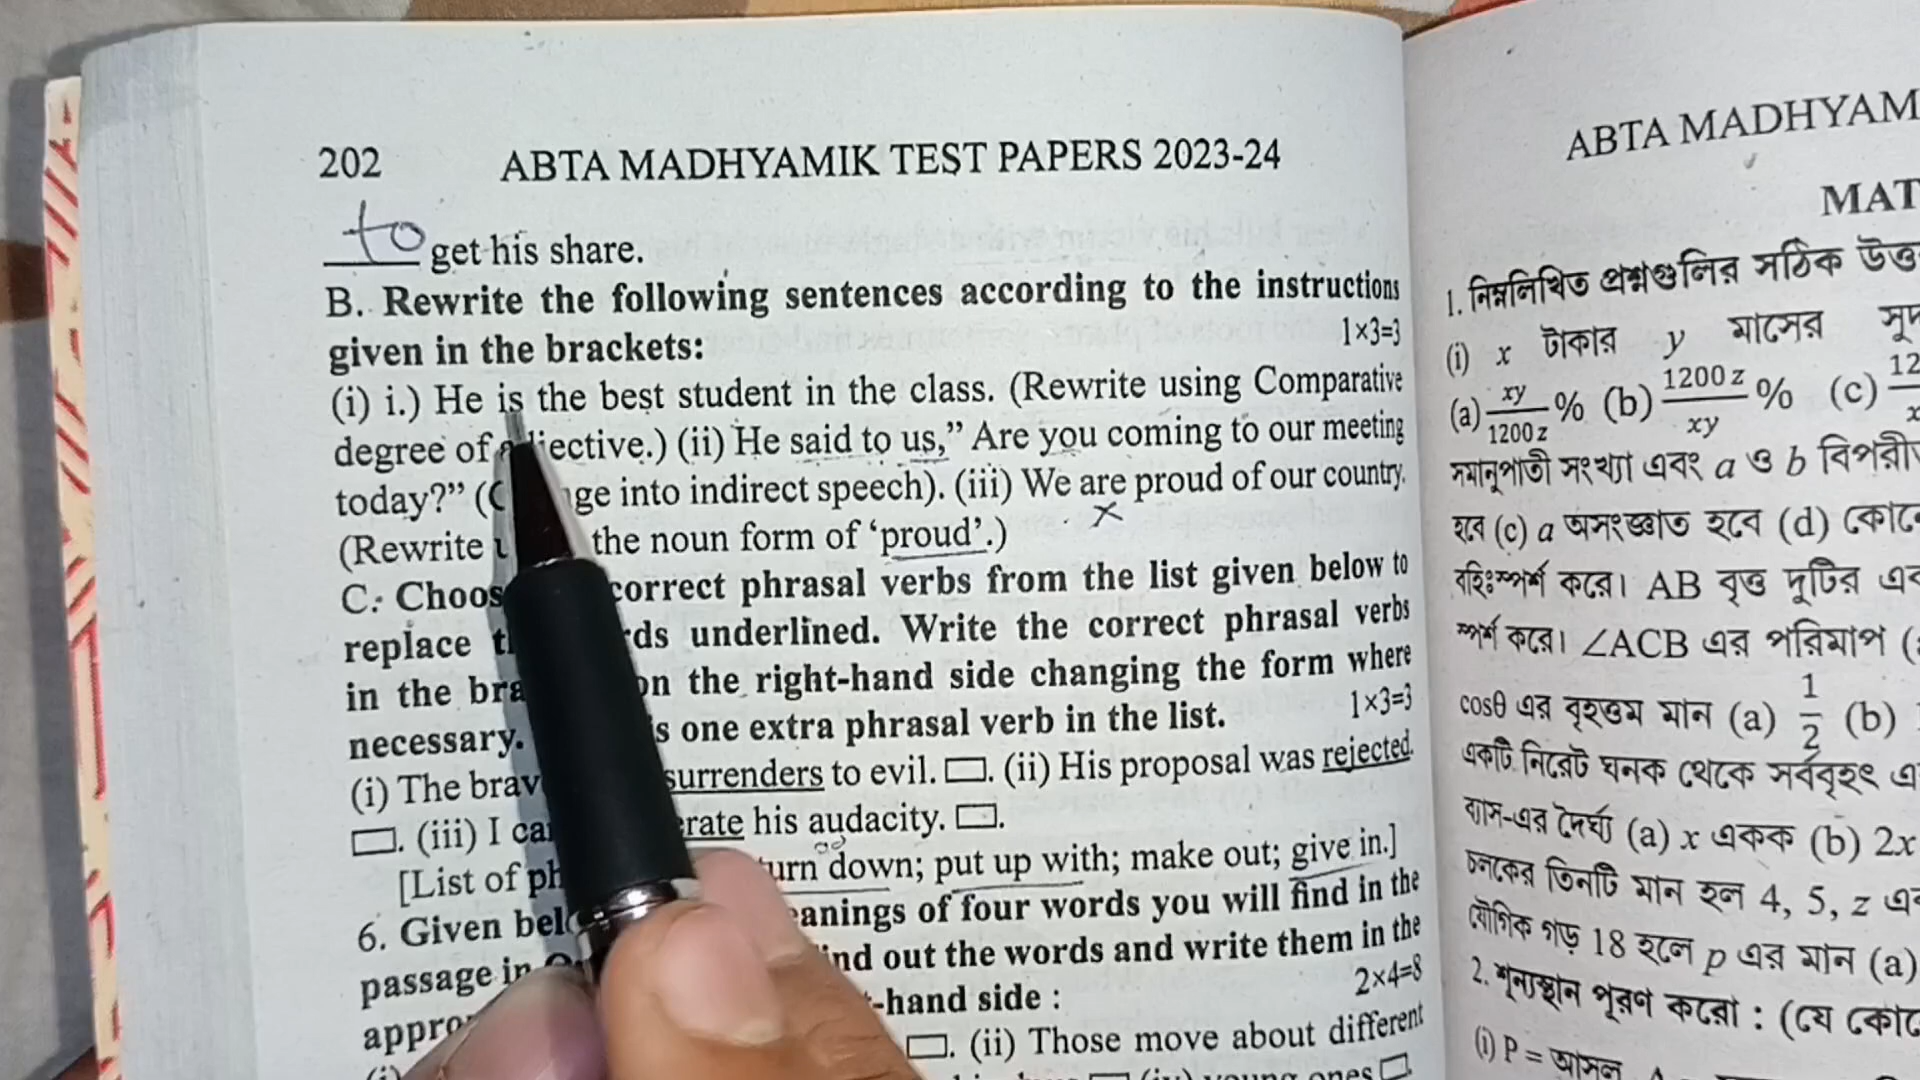 202 ABTA MADHYAMIK TEST PAPERS 2023-24
to get his share.
B. Rewrite the following sentences according to the instructions
given in the brackets: 1×3=3
(i) i.) He is the best student in the class. (Rewrite using Comparative
degree of adjective.) (ii) He said to us,” Are you coming to our meeting
today?” (C ge into indirect speech). (iii) We are proud of our country.
x
(Rewrite the noun form of ‘proud’.)
C. Choos correct phrasal verbs from the list given below to
replace rds underlined. Write the correct phrasal verbs
in the bra on the right-hand side changing the form where
necessary. s one extra phrasal verb in the list. 1×3=3
(i) The brav surrenders to evil. (ii) His proposal was rejected
. (iii) I ca erate his audacity.
[List of ph urn down; put up with; make out; give in.]
6. Given bel eanings of four words you will find in the
passage in ind out the words and write them in the
appro -hand side : 2×4=8
(ii) Those move about different
(i) young ones
ABTA MADHYAM
MAT
1. নিম্নলিখিত প্রশ্নগুলির সঠিক উত্ত
(i) x টাকার y মাসের সুদ
(a) xy/1200z % (b) 1200z/xy % (c) 12 x
সমানুপাতী সংখ্যা এবং a ও b বিপরী
হবে (c) a অসংজ্ঞাত হবে (d) কোনো
বহিঃস্পর্শ করে। AB বৃত্ত দুটির এ
স্পর্শ করে। ∠ACB এর পরিমাপ (
cosθ এর বৃহত্তম মান (a) 1/2 (b)
একটি নিরেট ঘনক থেকে সর্ববৃহৎ এ
ব্যাস-এর দৈর্ঘ্য (a) x একক (b) 2x
চলকের তিনটি মান হল 4, 5, z এ
যৌগিক গড় 18 হলে p এর মান (a)
2. শূন্যস্থান পূরণ করো : (যে কো
(i) P = আসল